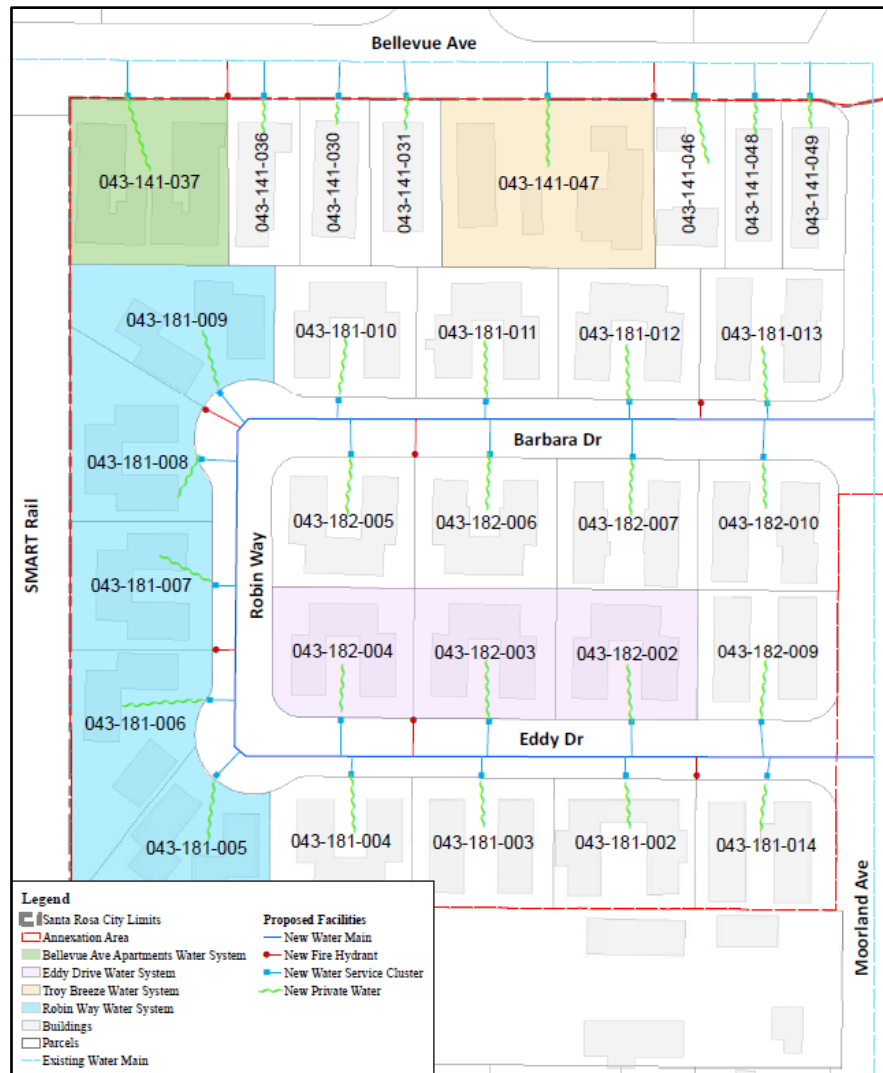 Bellevue Ave
043-141-037
043-141-036
043-141-030
043-141-031
043-141-047
043-141-046
043-141-048
043-141-049
043-181-009
043-181-010
043-181-011
043-181-012
043-181-013
Barbara Dr
043-181-008
043-182-005
043-182-006
043-182-007
043-182-010
SMART Rail
Robin Way
043-181-007
043-182-004
043-182-003
043-182-002
043-182-009
043-181-006
Eddy Dr
043-181-005
043-181-004
043-181-003
043-181-002
043-181-014
Moorland Ave
Legend
Santa Rosa City Limits
Annexation Area
Bellevue Ave Apartments Water System
Eddy Drive Water System
Troy Breeze Water System
Robin Way Water System
Buildings
Parcels
Existing Water Main
Proposed Facilities
New Water Main
New Fire Hydrant
New Water Service Cluster
New Private Water